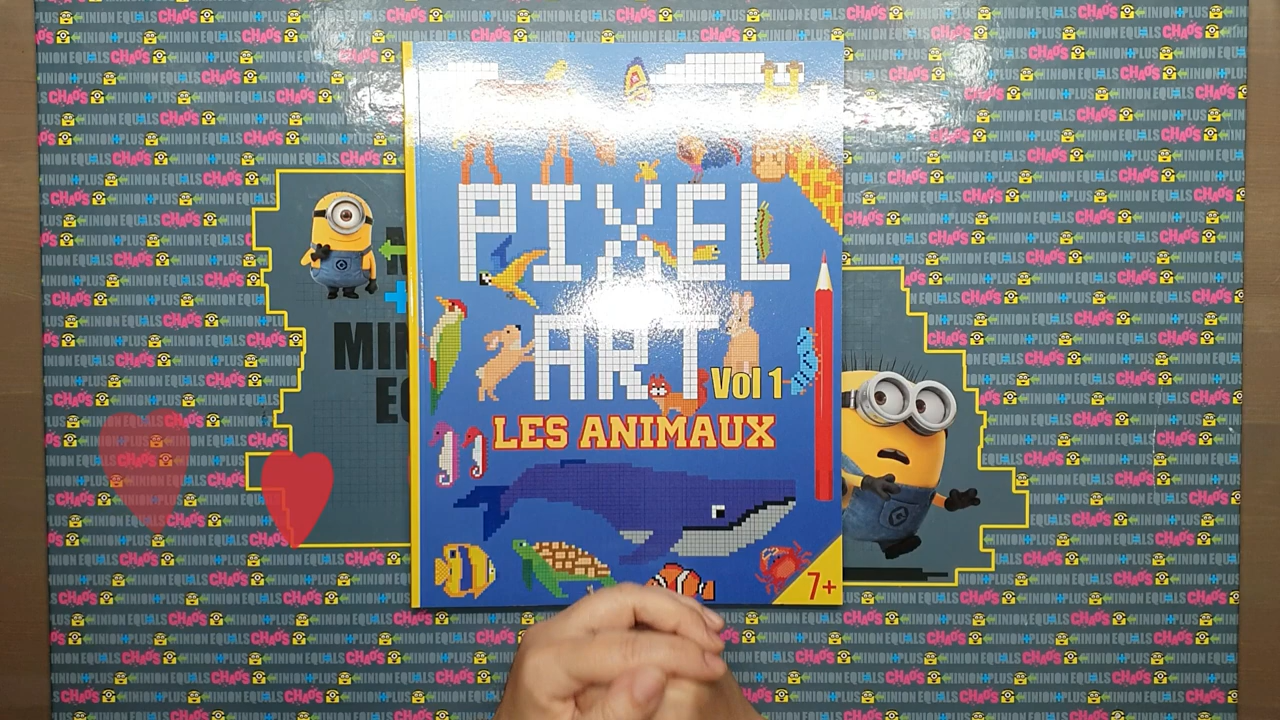 PIXEL
ART
Vol 1
LES ANIMAUX
7+
MINION PLUS
MINION EQUALS CHAOS